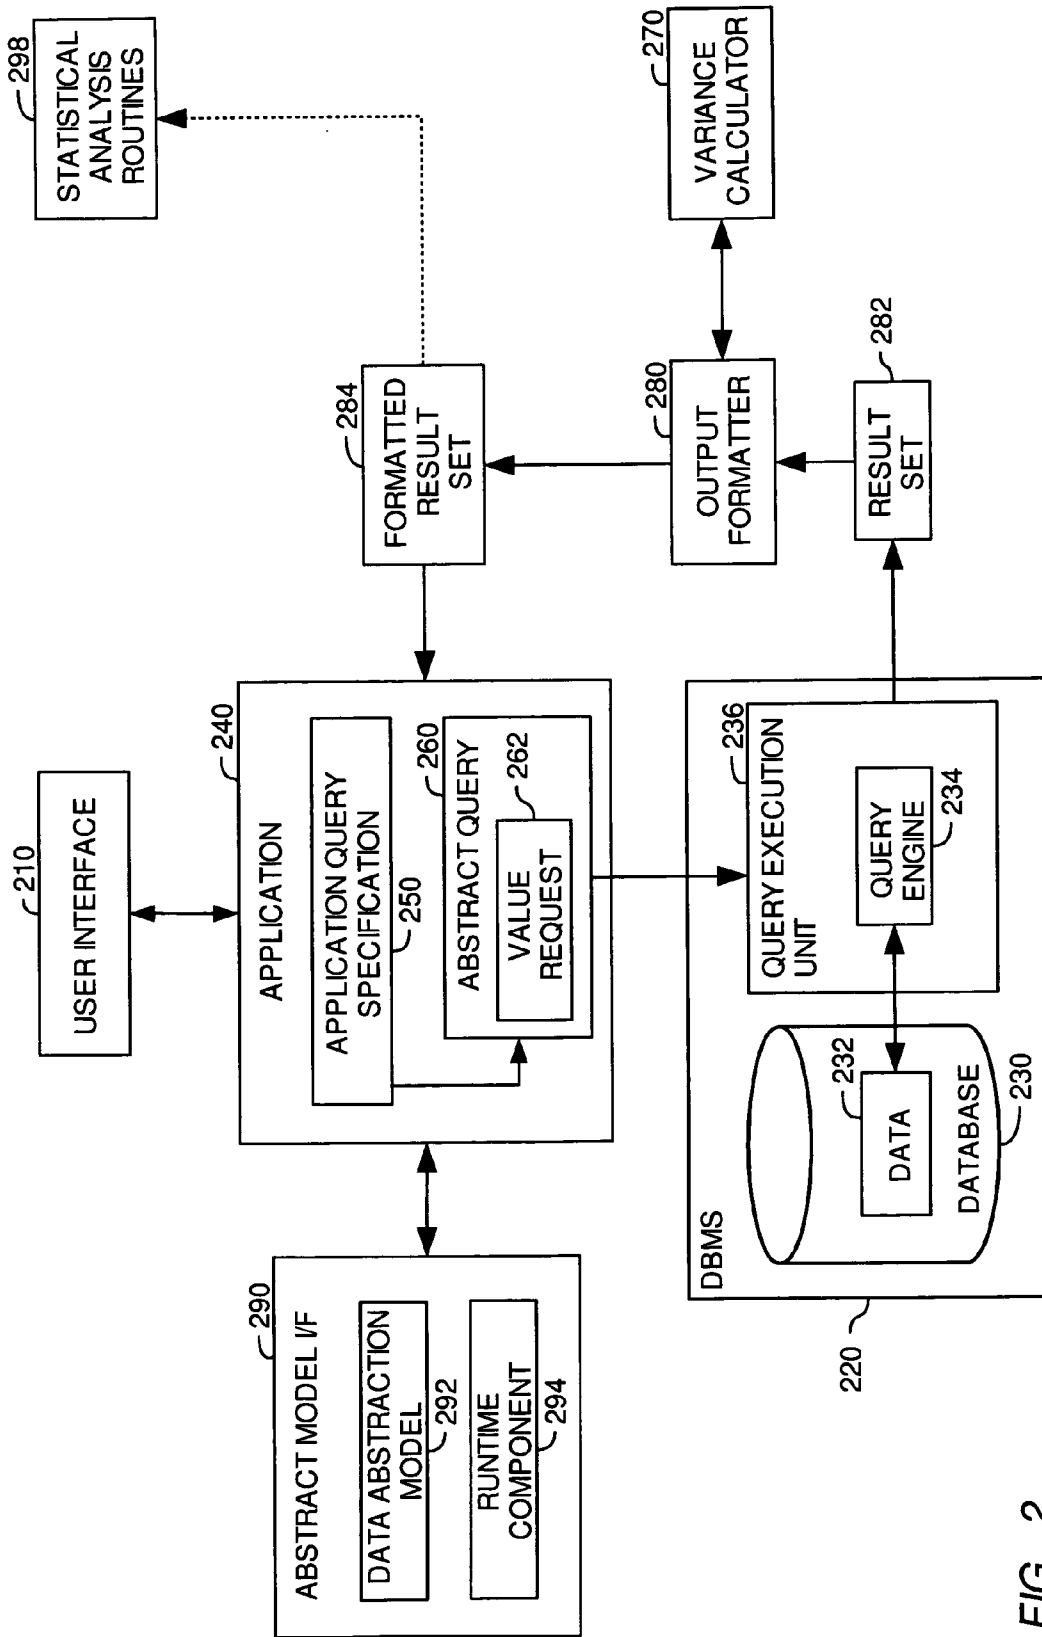 210
USER INTERFACE
298
STATISTICAL
ANALYSIS
ROUTINES
290
ABSTRACT MODEL I/F
DATA ABSTRACTION
MODEL
292
RUNTIME
COMPONENT
294
240
APPLICATION
APPLICATION QUERY
SPECIFICATION
250
260
ABSTRACT QUERY
262
VALUE
REQUEST
284
FORMATTED
RESULT
SET
270
VARIANCE
CALCULATOR
280
OUTPUT
FORMATTER
282
RESULT
SET
220
DBMS
232
DATA
DATABASE
230
236
QUERY EXECUTION
UNIT
QUERY
ENGINE
234
FIG. 2